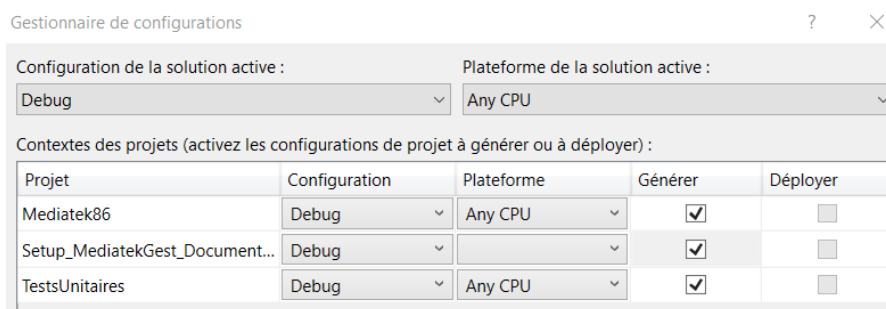 Gestionnaire de configurations ?
Configuration de la solution active : Plateforme de la solution active :
Debug Any CPU
Contextes des projets (activez les configurations de projet à générer ou à déployer) :
Projet Configuration Plateforme Générer Déployer
Mediatek86 Debug Any CPU
Setup_MediatekGest_Document... Debug
TestsUnitaires Debug Any CPU